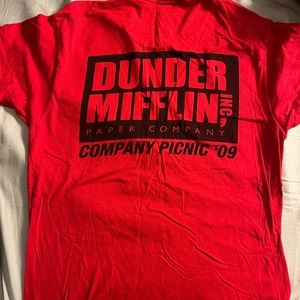 DUNDER
MIFFLIN INC,
PAPER COMPANY
COMPANY PICNIC '09